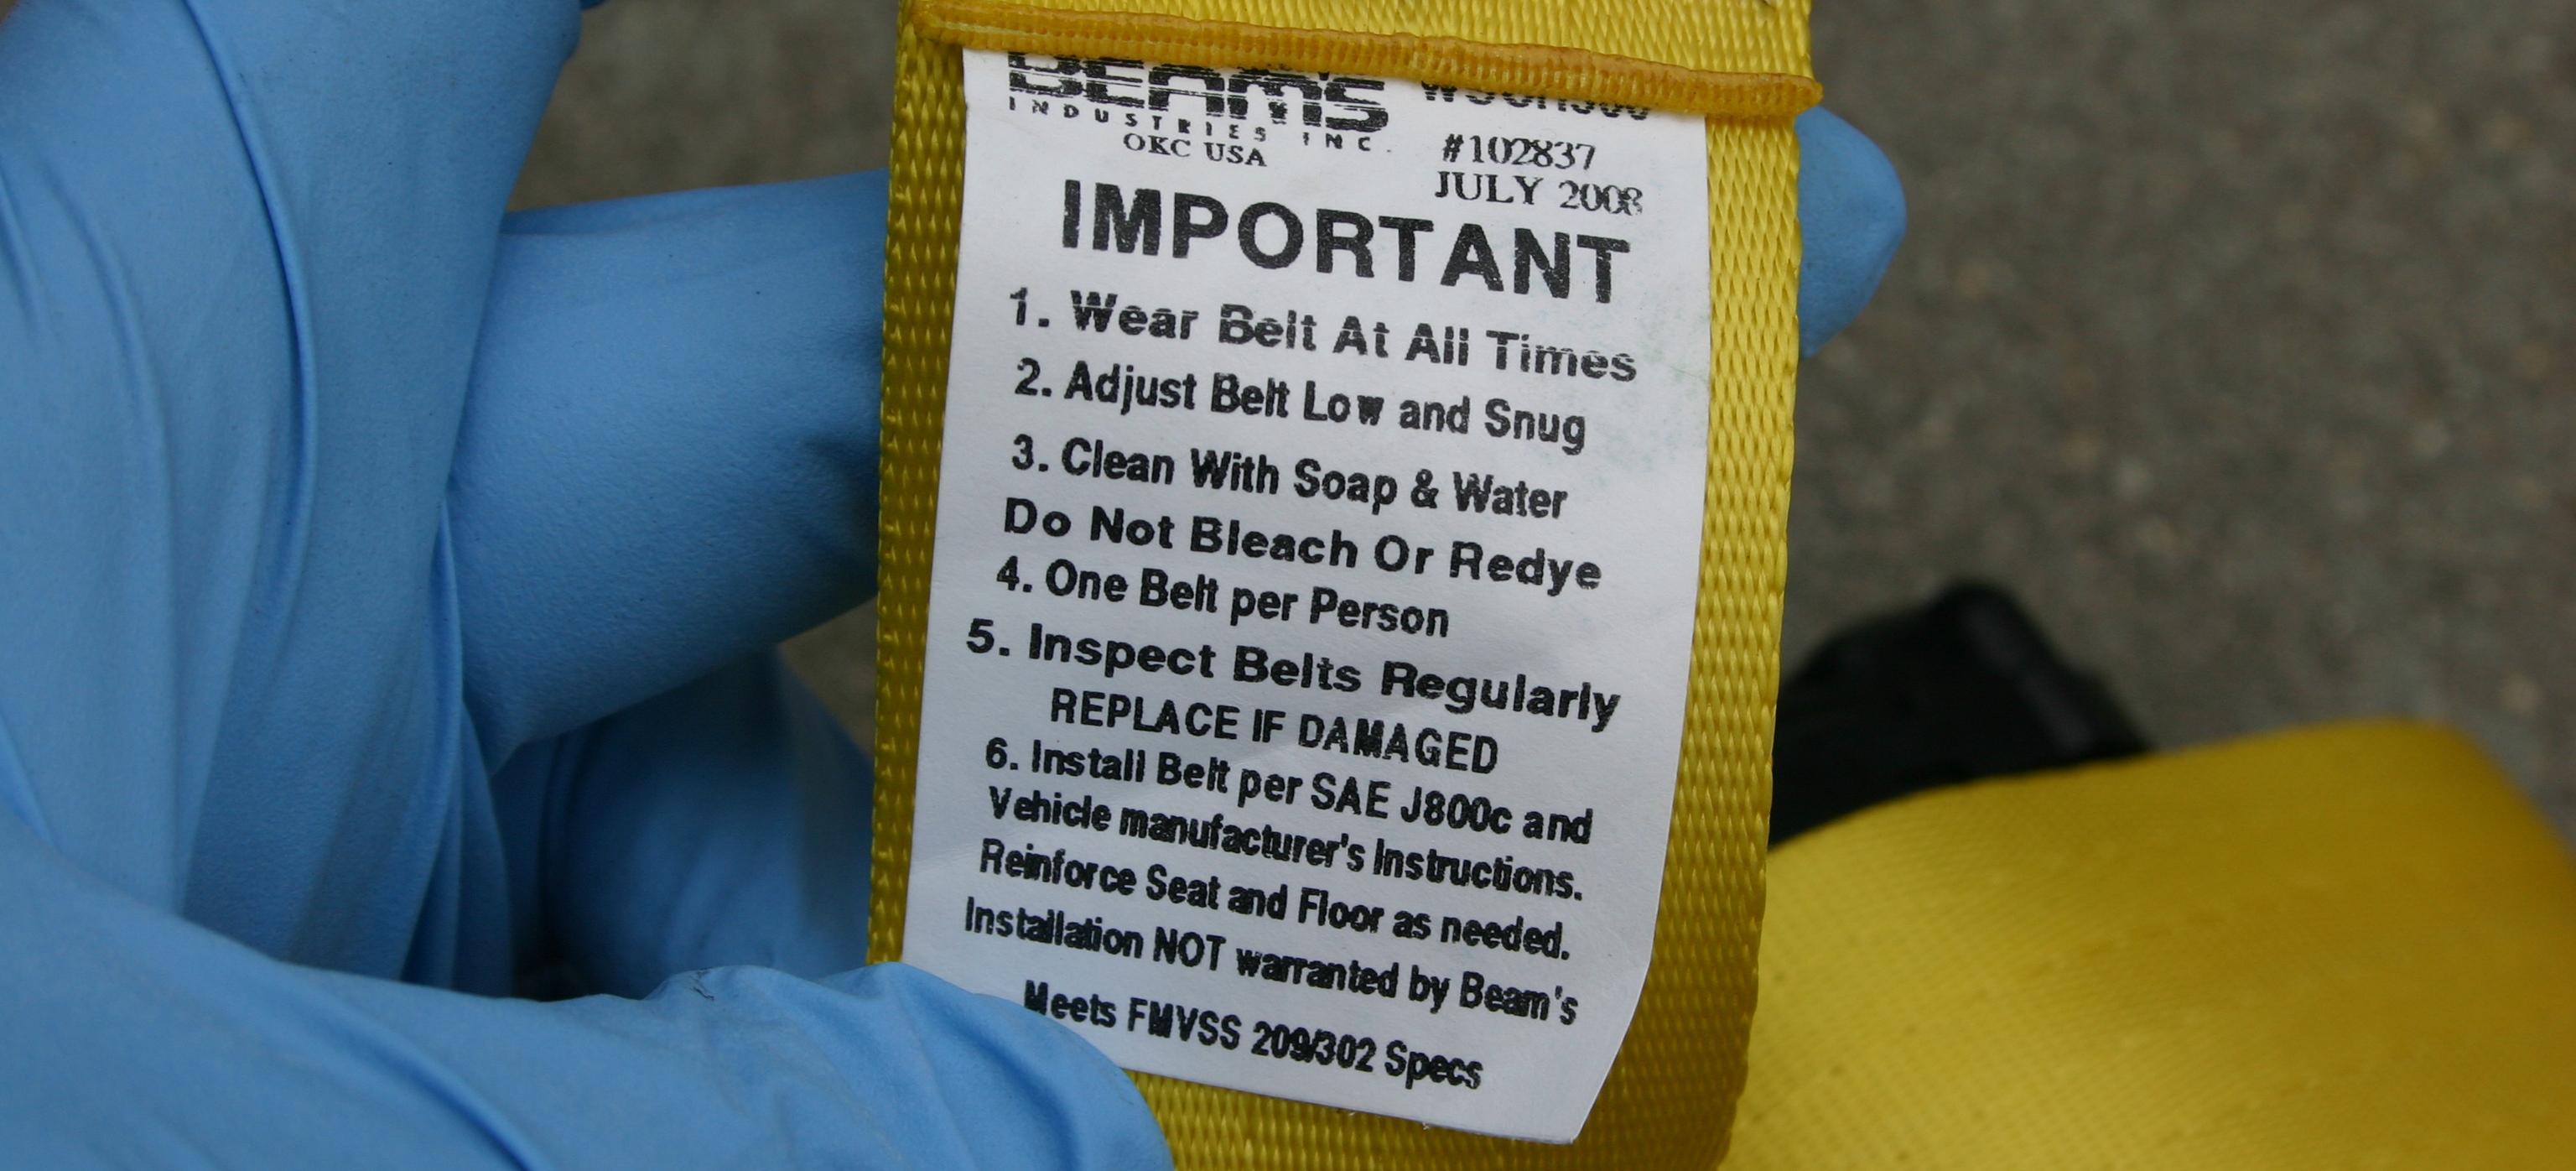 BEAM'S
INDUSTRIES INC.
OKC USA
#102837
JULY 2008
IMPORTANT
1. Wear Belt At All Times
2. Adjust Belt Low and Snug
3. Clean With Soap & Water
Do Not Bleach Or Redye
4. One Belt per Person
5. Inspect Belts Regularly
REPLACE IF DAMAGED
6. Install Belt per SAE J800c and
Vehicle manufacturer's Instructions.
Reinforce Seat and Floor as needed.
Installation NOT warranted by Beam's
Meets FMVSS 209/302 Specs